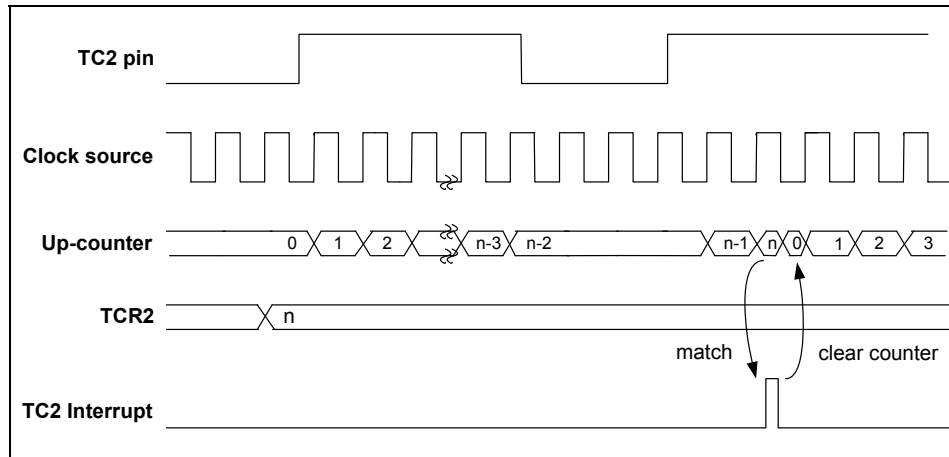 TC2 pin
Clock source
Up-counter 0 1 2 n-3 n-2 n-1 n 0 1 2 3
TCR2 n
match clear counter
TC2 Interrupt